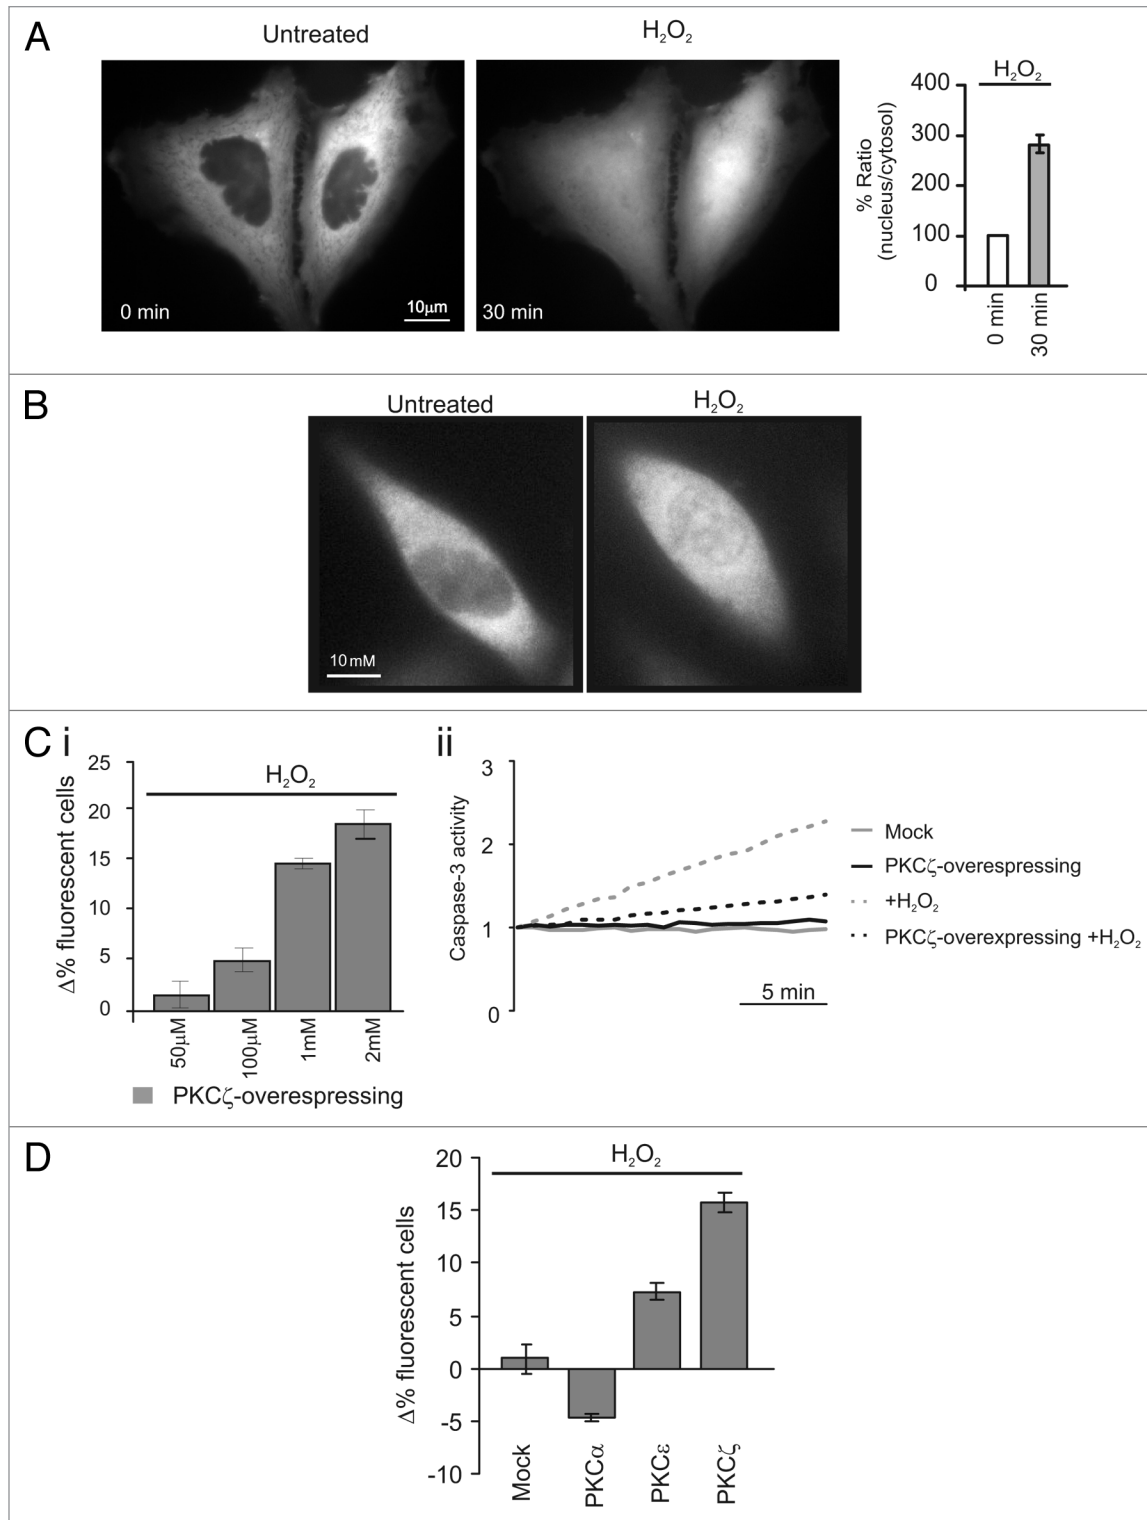 A
Untreated
H₂O₂
0 min
10μm
30 min
H₂O₂
400
300
200
100
0
% Ratio
(nucleus/cytosol)
0 min
30 min
B
Untreated
H₂O₂
10 mM
C i
25
20
15
10
5
0
Δ% fluorescent cells
H₂O₂
50μM
100μM
1mM
2mM
PKCζ-overespressing
ii
3
2
1
0
Caspase-3 activity
5 min
Mock
PKCζ-overespressing
+H₂O₂
PKCζ-overexpressing +H₂O₂
D
20
15
10
5
0
-5
-10
Δ% fluorescent cells
H₂O₂
Mock
PKCα
PKCε
PKCζ